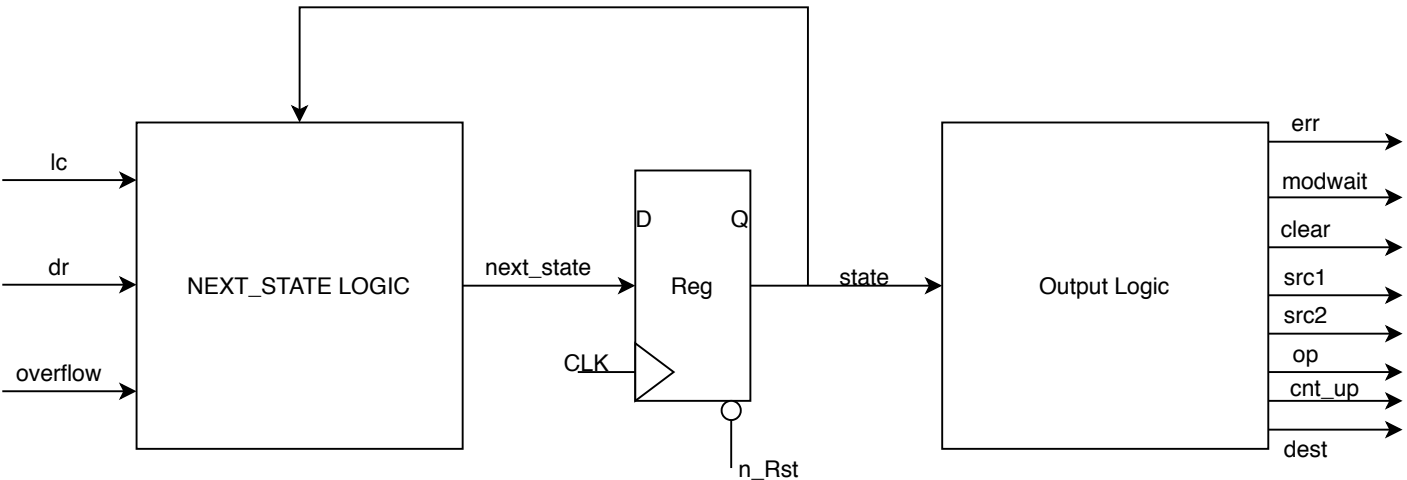 err
lc
modwait
D
Q
clear
dr
next_state
NEXT_STATE LOGIC
Reg
state
Output Logic
src1
src2
overflow
CLK
op
cnt_up
dest
n_Rst